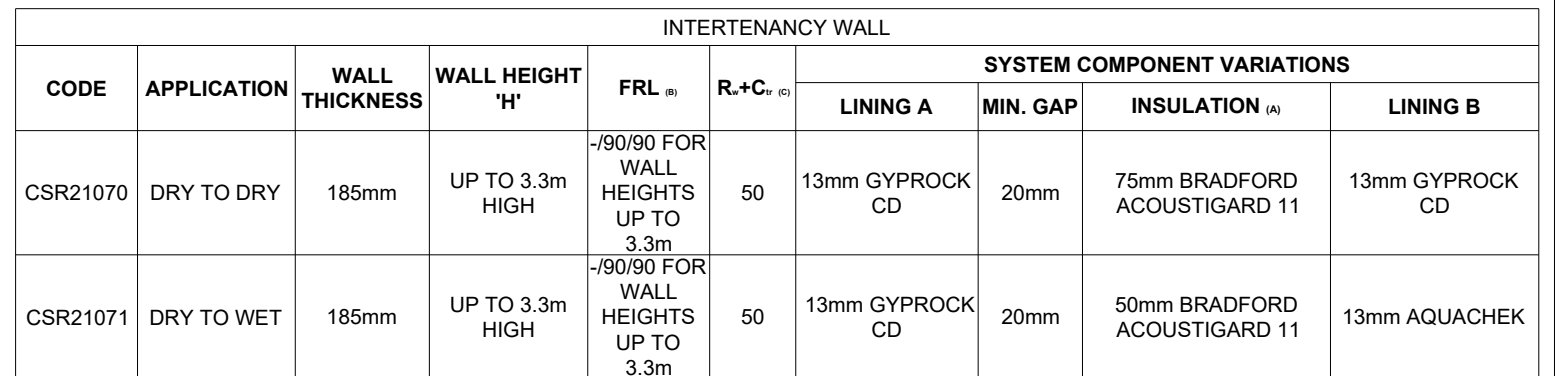 INTERTENANCY WALL
CODE
APPLICATION
WALL
THICKNESS
WALL HEIGHT
'H'
FRL (B)
Rw+Ctr (C)
SYSTEM COMPONENT VARIATIONS
LINING A
MIN. GAP
INSULATION (A)
LINING B
CSR21070
DRY TO DRY
185mm
UP TO 3.3m
HIGH
-/90/90 FOR
WALL
HEIGHTS
UP TO
3.3m
50
13mm GYPROCK
CD
20mm
75mm BRADFORD
ACOUSTIGARD 11
13mm GYPROCK
CD
CSR21071
DRY TO WET
185mm
UP TO 3.3m
HIGH
-/90/90 FOR
WALL
HEIGHTS
UP TO
3.3m
50
13mm GYPROCK
CD
20mm
50mm BRADFORD
ACOUSTIGARD 11
13mm AQUACHEK